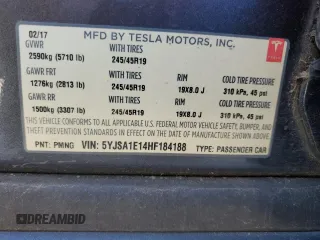 02/17 MFD BY TESLA MOTORS, INC.
GVWR WITH TIRES
2590kg (5710 lb) 245/45R19
GAWR FRT WITH TIRES RIM COLD TIRE PRESSURE
1276kg (2813 lb) 245/45R19 19X8.0 J 310 kPa, 45 psi
GAWR RR WITH TIRES RIM COLD TIRE PRESSURE
1500kg (3307 lb) 245/45R19 19X8.0 J 310 kPa, 45 psi
THIS VEHICLE CONFORMS TO ALL APPLICABLE U.S. FEDERAL MOTOR VEHICLE SAFETY, BUMPER, AND
THEFT PREVENTION STANDARDS IN EFFECT ON THE DATE OF MANUFACTURE SHOWN ABOVE.
PNT: PMNG VIN: 5YJSA1E14HF184188 TYPE: PASSENGER CAR
TESLA
DREAMBID